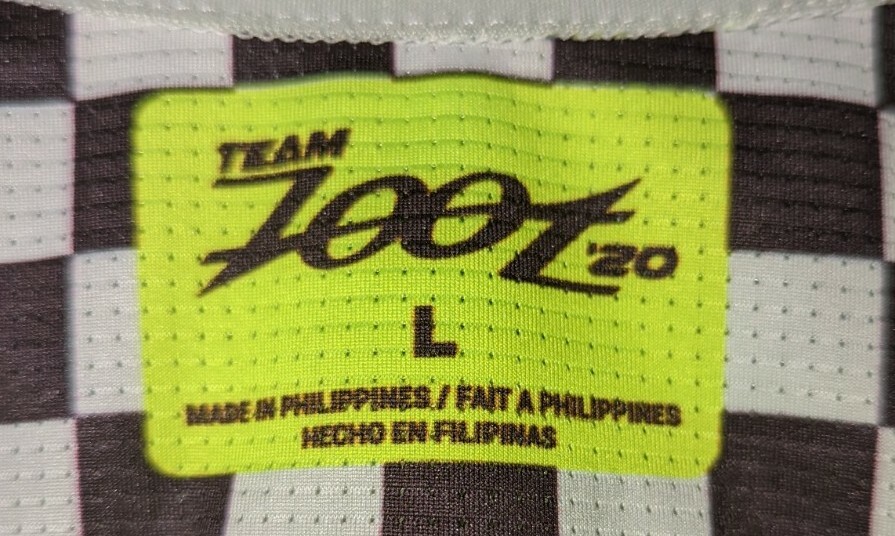 TEAM
ZOOT '20
L
MADE IN PHILIPPINES / FAIT A PHILIPPINES
HECHO EN FILIPINAS